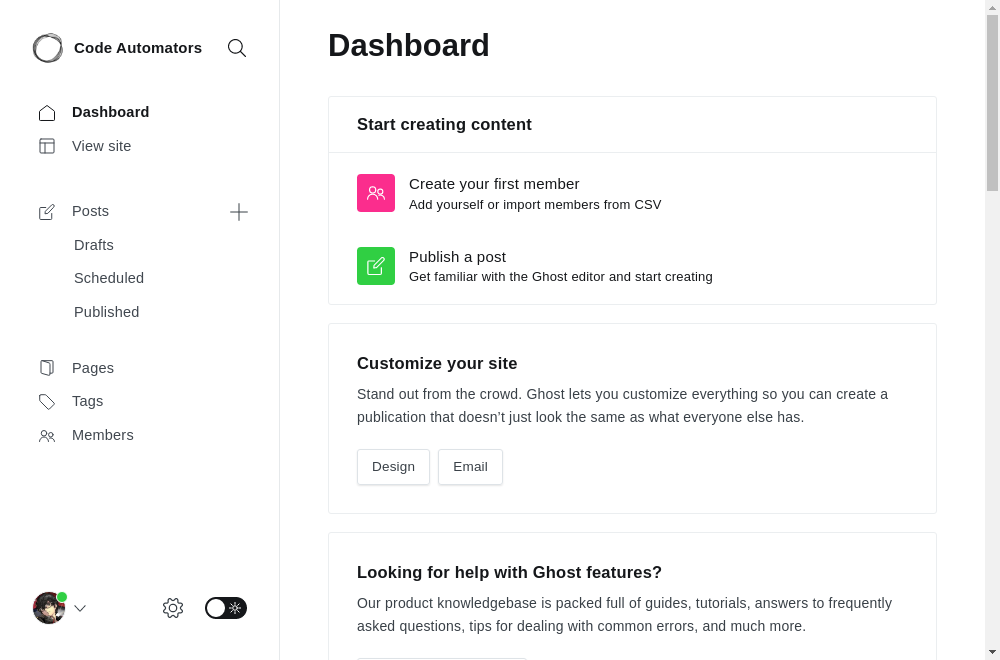 Code Automators
Dashboard
View site
Posts
Drafts
Scheduled
Published
Pages
Tags
Members
Dashboard
Start creating content
Create your first member
Add yourself or import members from CSV
Publish a post
Get familiar with the Ghost editor and start creating
Customize your site
Stand out from the crowd. Ghost lets you customize everything so you can create a
publication that doesn’t just look the same as what everyone else has.
Design
Email
Looking for help with Ghost features?
Our product knowledgebase is packed full of guides, tutorials, answers to frequently
asked questions, tips for dealing with common errors, and much more.